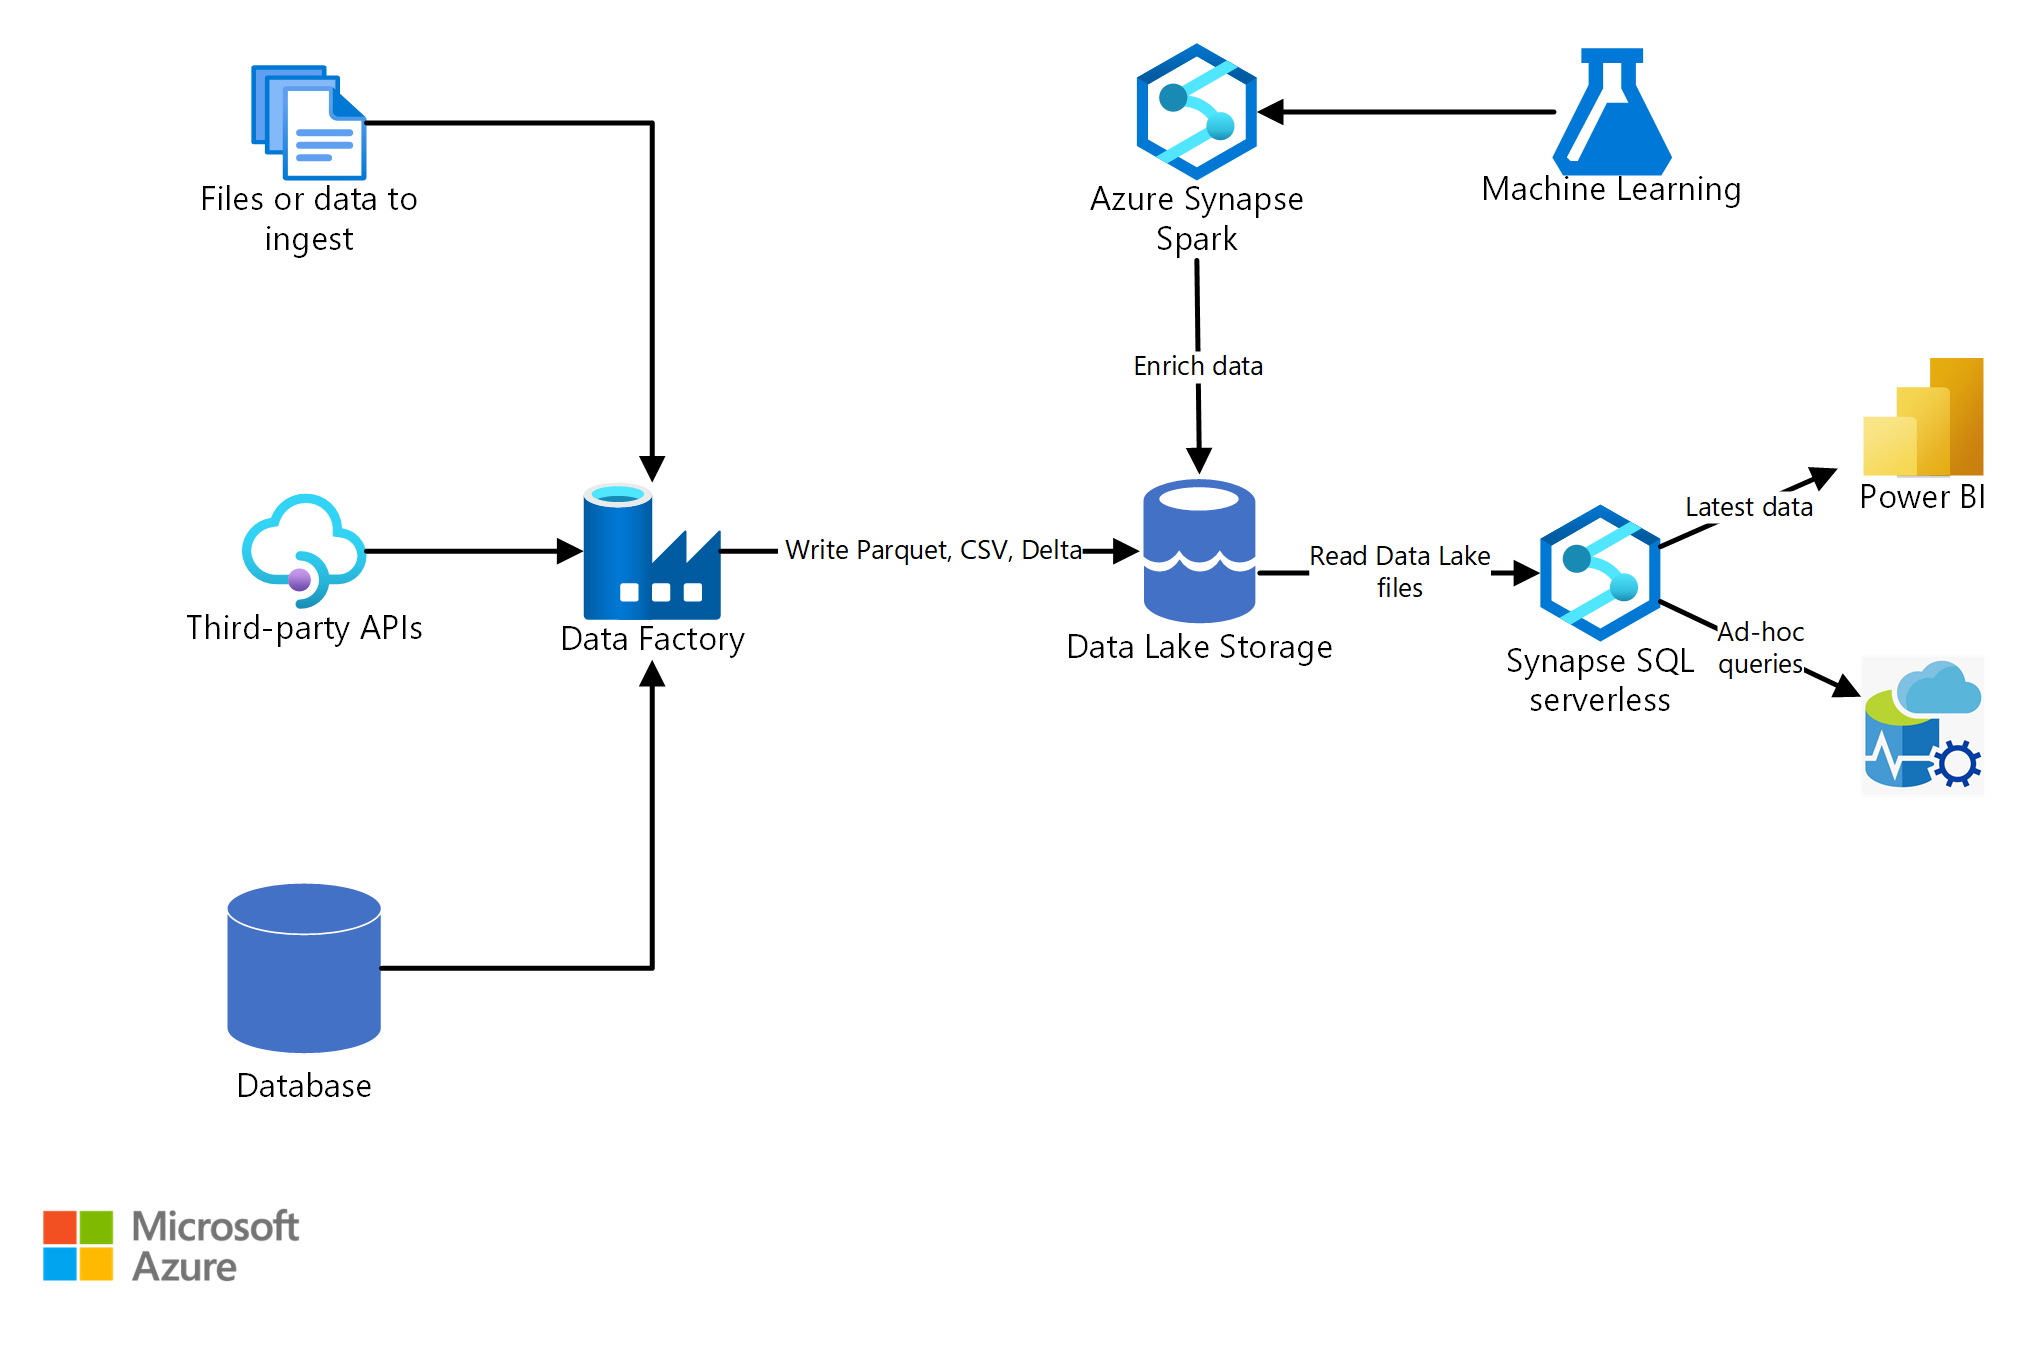 Files or data to
ingest
Azure Synapse
Spark
Machine Learning
Enrich data
Power BI
Latest data
Third-party APIs
Data Factory
Write Parquet, CSV, Delta
Data Lake Storage
Read Data Lake
files
Synapse SQL
serverless
Ad-hoc
queries
Database
Microsoft
Azure